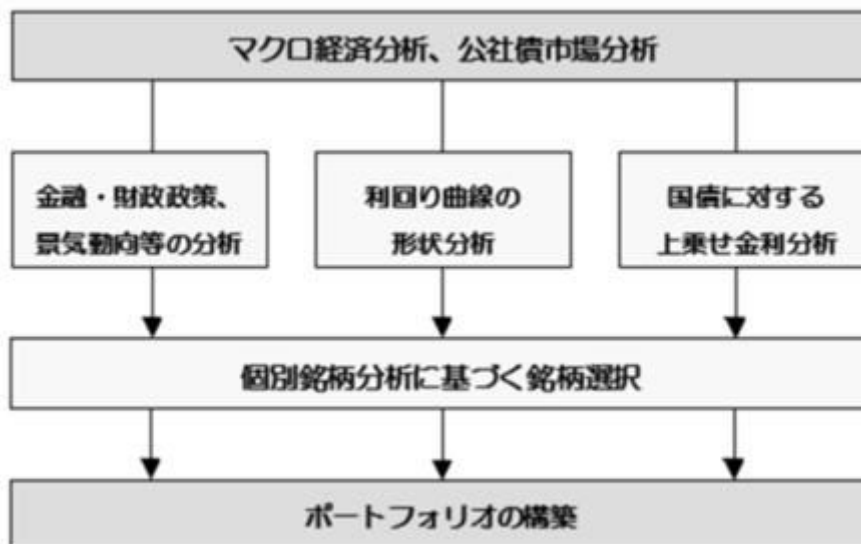 マクロ経済分析、公社債市場分析
金融・財政政策、
景気動向等の分析
利回り曲線の
形状分析
国債に対する
上乗せ金利分析
個別銘柄分析に基づく銘柄選択
ポートフォリオの構築